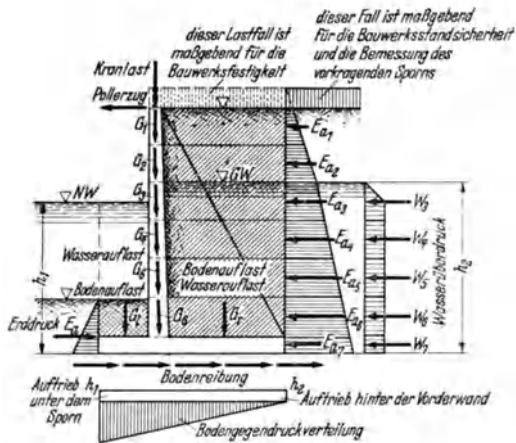 dieser Lastfall ist
maßgebend für die
Bauwerksfestigkeit
dieser Fall ist maßgebend
für die Bauwerksstandsicherheit
und die Bemessung des
vorkragenden Sporns
Kranlast
Pollerzug
G1
Ea1
G2
Ea2
GW
NW
G3
Ea3
W3
G4
Ea4
W4
Wasserauflast
G5
Bodenauflast
Wasserauflast
Ea5
W5
Wasserüberdruck
h1
h2
Bodenauflast
Erddruck Ea
G6
Ea6
W6
Ea7
W7
Bodenreibung
Auftrieb h1
unter dem
Sporn
h2
Auftrieb hinter der Vorderwand
Bodengegendruckverteilung